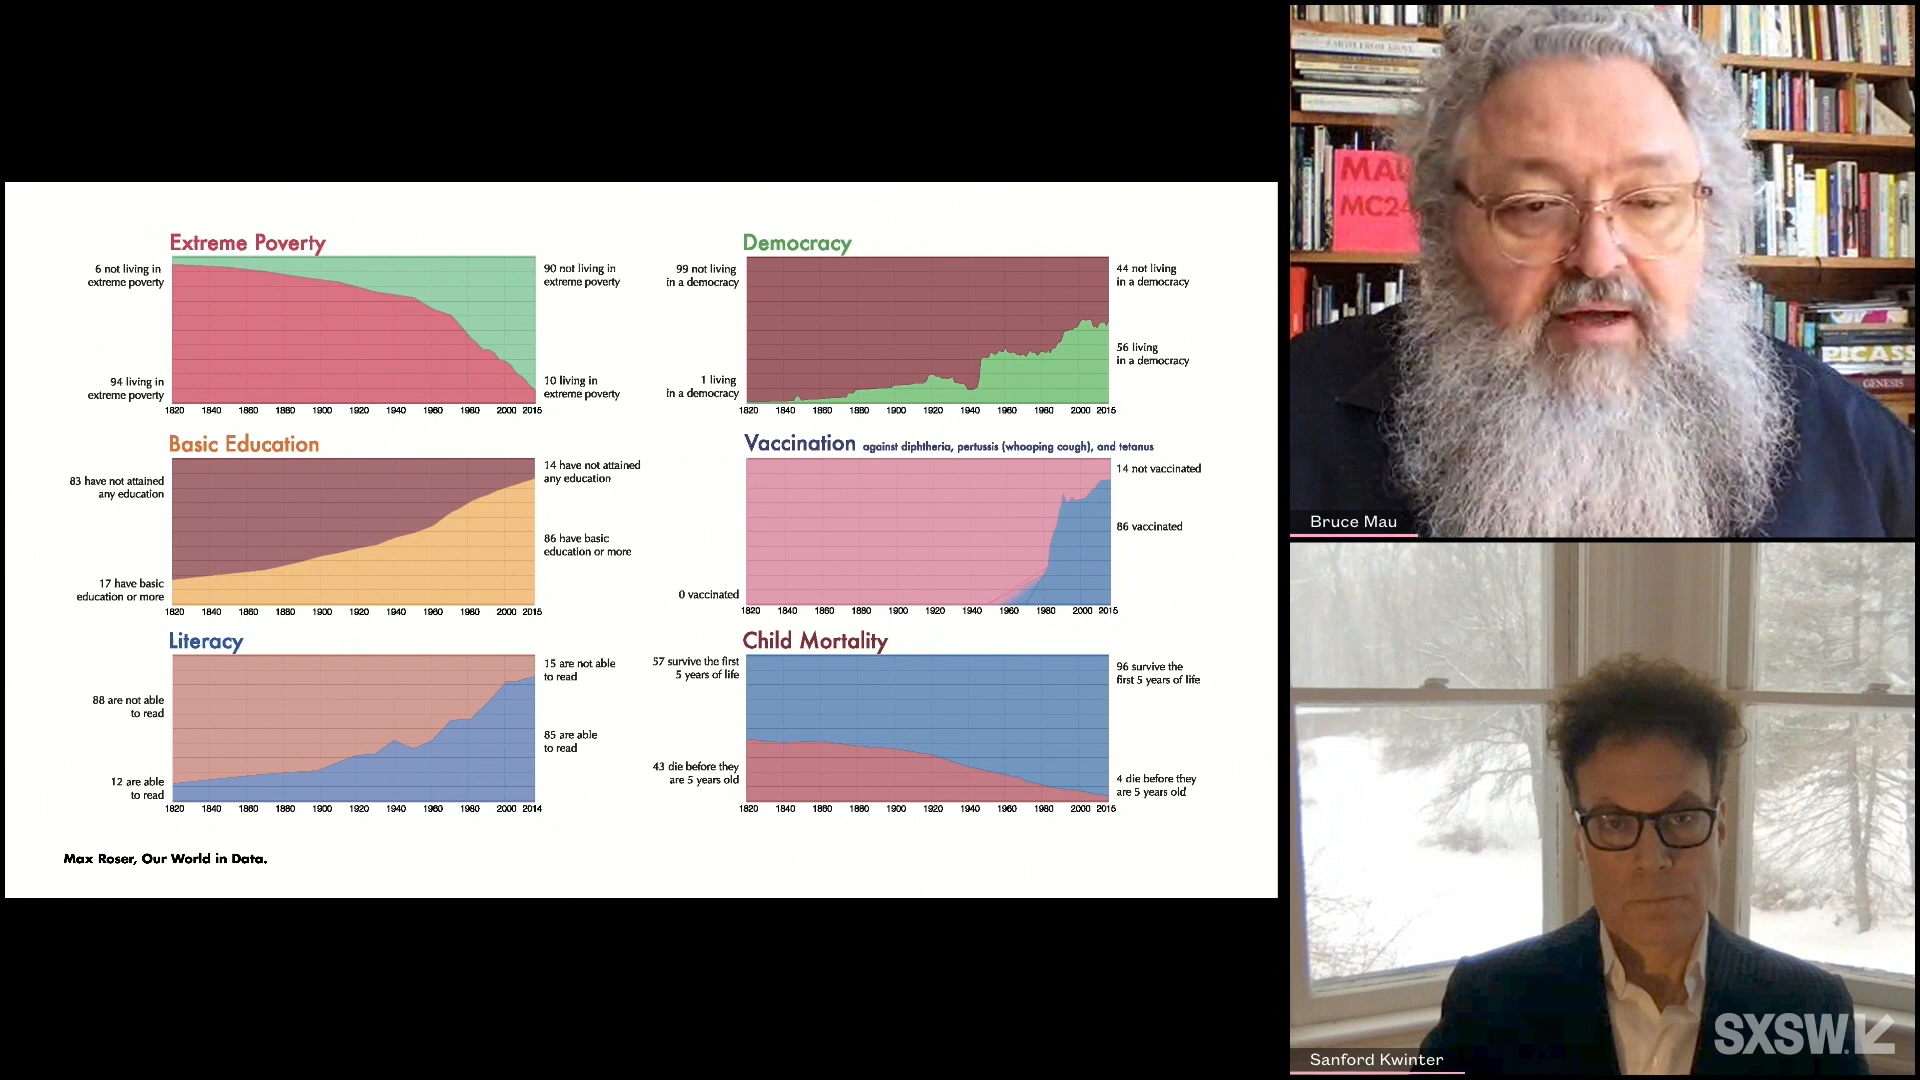 Extreme Poverty
6 not living in
extreme poverty
94 living in
extreme poverty
90 not living in
extreme poverty
10 living in
extreme poverty
1820 1840 1860 1880 1900 1920 1940 1960 1980 2000 2015
Democracy
99 not living
in a democracy
1 living
in a democracy
44 not living
in a democracy
56 living
in a democracy
1820 1840 1860 1880 1900 1920 1940 1960 1980 2000 2015
Basic Education
83 have not attained
any education
17 have basic
education or more
14 have not attained
any education
86 have basic
education or more
1820 1840 1860 1880 1900 1920 1940 1960 1980 2000 2015
Vaccination against diphtheria, pertussis (whooping cough), and tetanus
0 vaccinated
14 not vaccinated
86 vaccinated
1820 1840 1860 1880 1900 1920 1940 1960 1980 2000 2015
Literacy
88 are not able
to read
12 are able
to read
15 are not able
to read
85 are able
to read
1820 1840 1860 1880 1900 1920 1940 1960 1980 2000 2014
Child Mortality
57 survive the first
5 years of life
43 die before they
are 5 years old
96 survive the
first 5 years of life
4 die before they
are 5 years old
1820 1840 1860 1880 1900 1920 1940 1960 1980 2000 2015
Max Roser, Our World in Data.
MAU
MC24
PICASS
GENESIS
Bruce Mau
Sanford Kwinter
SXSW